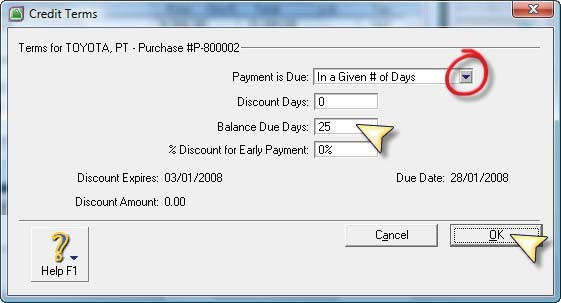 Credit Terms
Terms for TOYOTA, PT - Purchase #P-800002
Payment is Due: In a Given # of Days
Discount Days: 0
Balance Due Days: 25
% Discount for Early Payment: 0%
Discount Expires: 03/01/2008 Due Date: 28/01/2008
Discount Amount: 0.00
Cancel OK
Help F1